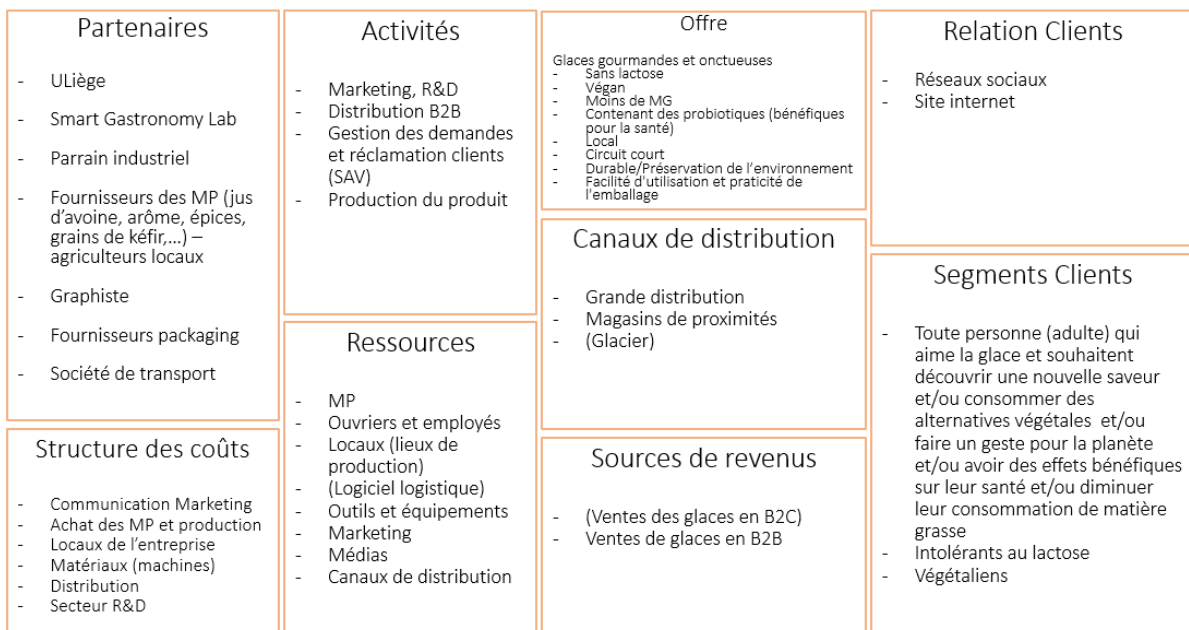 Partenaires
- ULiège
- Smart Gastronomy Lab
- Parrain industriel
- Fournisseurs des MP (jus
d'avoine, arôme, épices,
grains de kéfir,...) –
agriculteurs locaux
- Graphiste
- Fournisseurs packaging
- Société de transport
Structure des coûts
- Communication Marketing
- Achat des MP et production
- Locaux de l'entreprise
- Matériaux (machines)
- Distribution
- Secteur R&D
Activités
- Marketing, R&D
- Distribution B2B
- Gestion des demandes
et réclamation clients
(SAV)
- Production du produit
Ressources
- MP
- Ouvriers et employés
- Locaux (lieux de
production)
- (Logiciel logistique)
- Outils et équipements
- Marketing
- Médias
- Canaux de distribution
Offre
Glaces gourmandes et onctueuses
- Sans lactose
- Végan
- Moins de MG
- Contenant des probiotiques (bénéfiques
pour la santé)
- Local
- Circuit court
- Durable/Préservation de l'environnement
- Facilité d'utilisation et praticité de
l'emballage
Canaux de distribution
- Grande distribution
- Magasins de proximités
- (Glacier)
Sources de revenus
- (Ventes des glaces en B2C)
- Ventes de glaces en B2B
Relation Clients
- Réseaux sociaux
- Site internet
Segments Clients
- Toute personne (adulte) qui
aime la glace et souhaitent
découvrir une nouvelle saveur
et/ou consommer des
alternatives végétales et/ou
faire un geste pour la planète
et/ou avoir des effets bénéfiques
sur leur santé et/ou diminuer
leur consommation de matière
grasse
- Intolérants au lactose
- Végétaliens